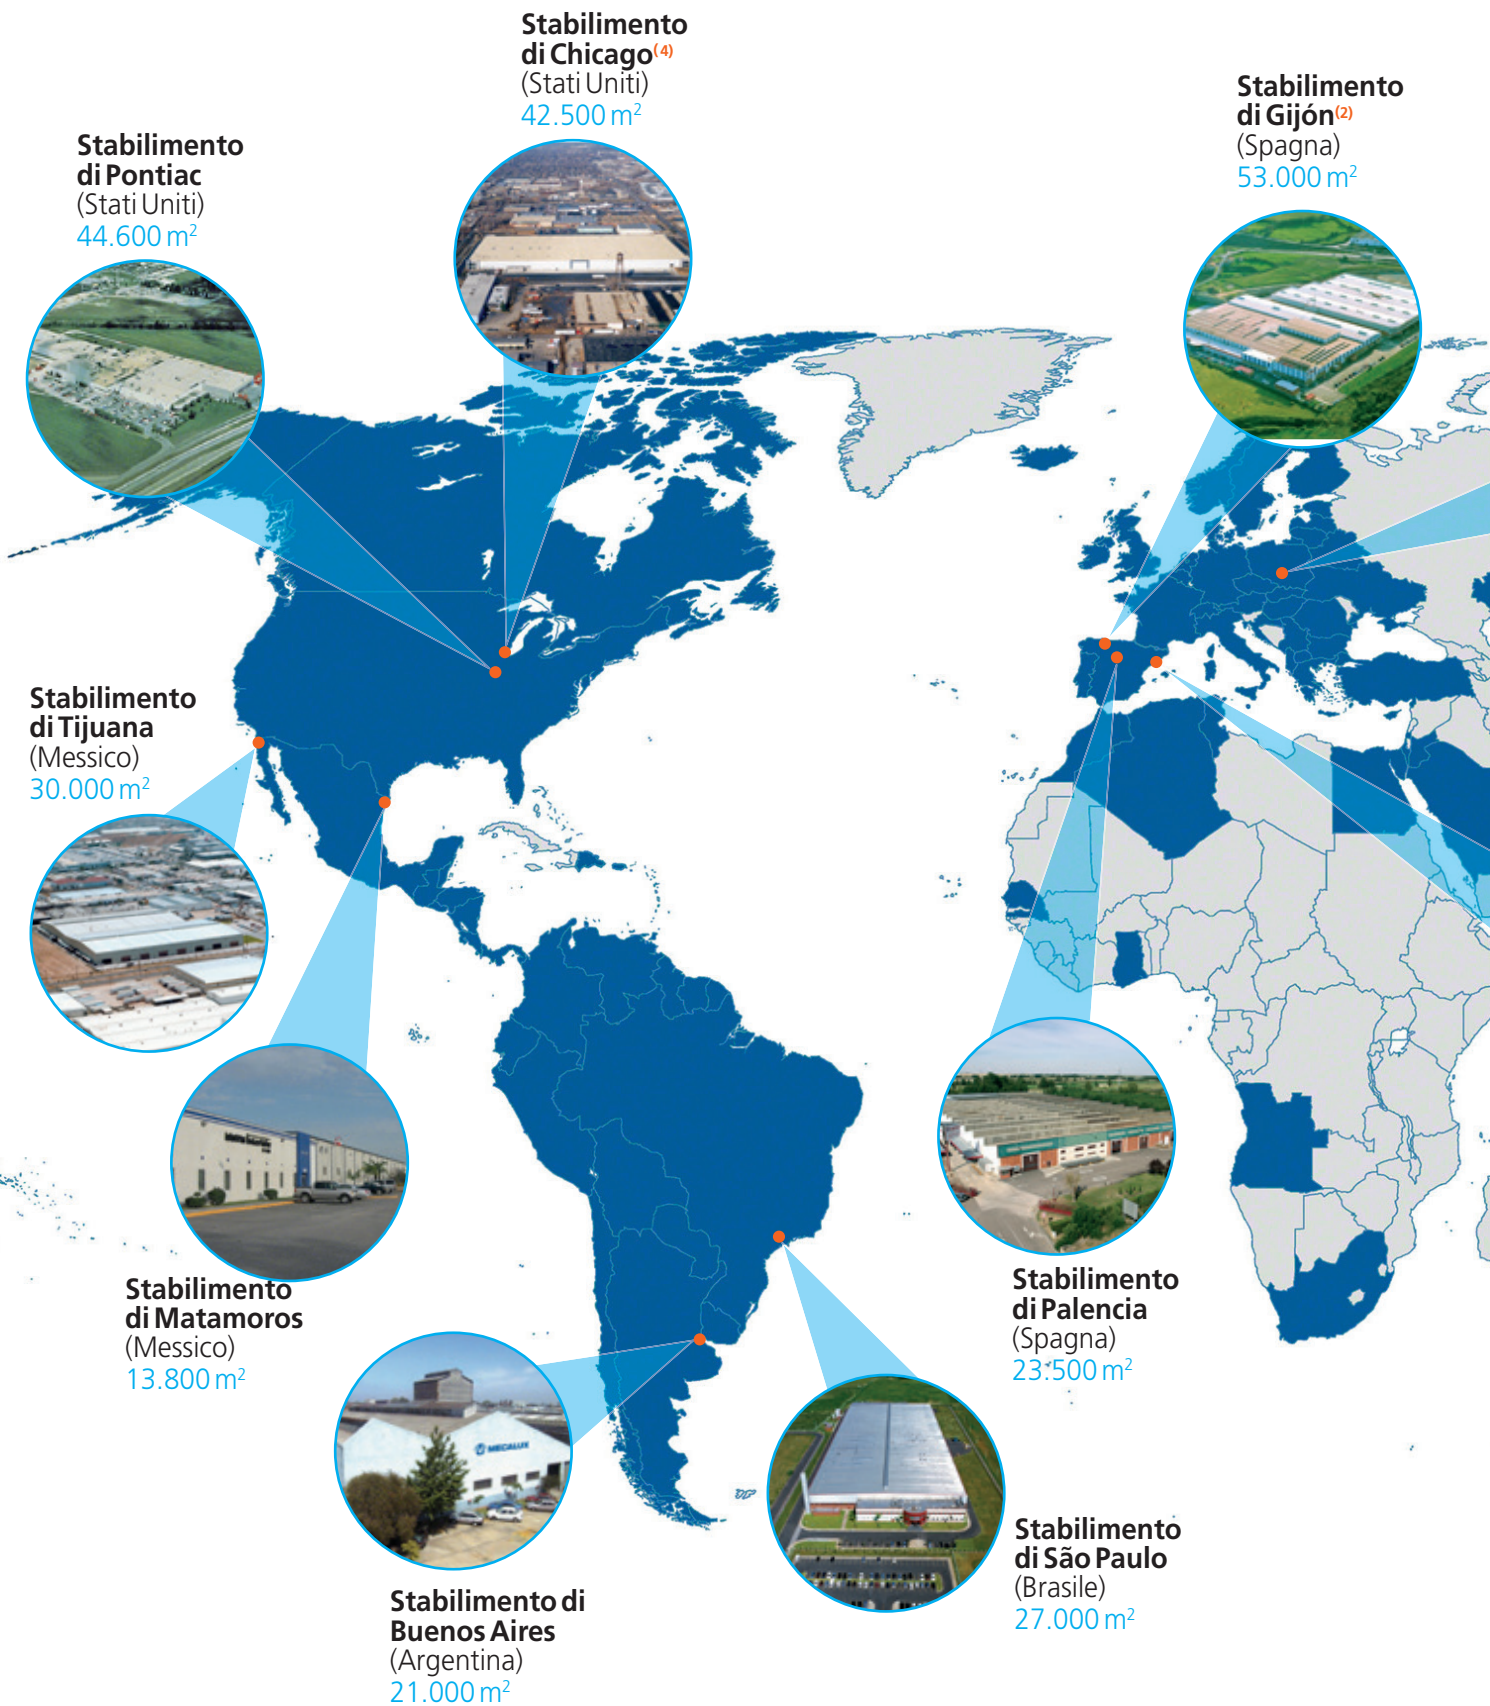 Stabilimento
di Chicago(4)
(Stati Uniti)
42.500 m²
Stabilimento
di Gijón(2)
(Spagna)
53.000 m²
Stabilimento
di Pontiac
(Stati Uniti)
44.600 m²
Stabilimento
di Tijuana
(Messico)
30.000 m²
Stabilimento
di Matamoros
(Messico)
13.800 m²
Stabilimento
di Palencia
(Spagna)
23.500 m²
MECALUX
Stabilimento
di São Paulo
(Brasile)
27.000 m²
Stabilimento di
Buenos Aires
(Argentina)
21.000 m²